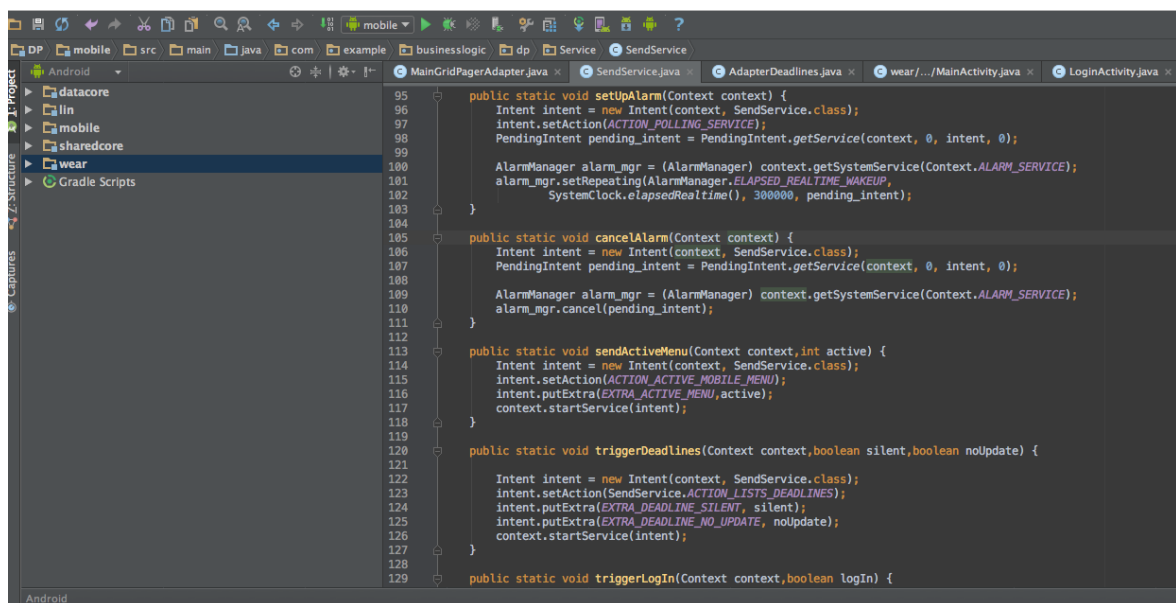 mobile
DP mobile src main java com example businesslogic dp Service SendService
Android
MainGridPagerAdapter.java SendService.java AdapterDeadlines.java wear/.../MainActivity.java LoginActivity.java
1: Project
2: Structure
Captures
datacore
lin
mobile
sharedcore
wear
Gradle Scripts
95 public static void setUpAlarm(Context context) {
96 Intent intent = new Intent(context, SendService.class);
97 intent.setAction(ACTION_POLLING_SERVICE);
98 PendingIntent pending_intent = PendingIntent.getService(context, 0, intent, 0);
99
100 AlarmManager alarm_mgr = (AlarmManager) context.getSystemService(Context.ALARM_SERVICE);
101 alarm_mgr.setRepeating(AlarmManager.ELAPSED_REALTIME_WAKEUP,
102 SystemClock.elapsedRealtime(), 300000, pending_intent);
103 }
104
105 public static void cancelAlarm(Context context) {
106 Intent intent = new Intent(context, SendService.class);
107 PendingIntent pending_intent = PendingIntent.getService(context, 0, intent, 0);
108
109 AlarmManager alarm_mgr = (AlarmManager) context.getSystemService(Context.ALARM_SERVICE);
110 alarm_mgr.cancel(pending_intent);
111 }
112
113 public static void sendActiveMenu(Context context,int active) {
114 Intent intent = new Intent(context, SendService.class);
115 intent.setAction(ACTION_ACTIVE_MOBILE_MENU);
116 intent.putExtra(EXTRA_ACTIVE_MENU,active);
117 context.startService(intent);
118 }
119
120 public static void triggerDeadlines(Context context,boolean silent,boolean noUpdate) {
121
122 Intent intent = new Intent(context, SendService.class);
123 intent.setAction(SendService.ACTION_LISTS_DEADLINES);
124 intent.putExtra(EXTRA_DEADLINE_SILENT, silent);
125 intent.putExtra(EXTRA_DEADLINE_NO_UPDATE, noUpdate);
126 context.startService(intent);
127 }
128
129 public static void triggerLogIn(Context context,boolean logIn) {
Android